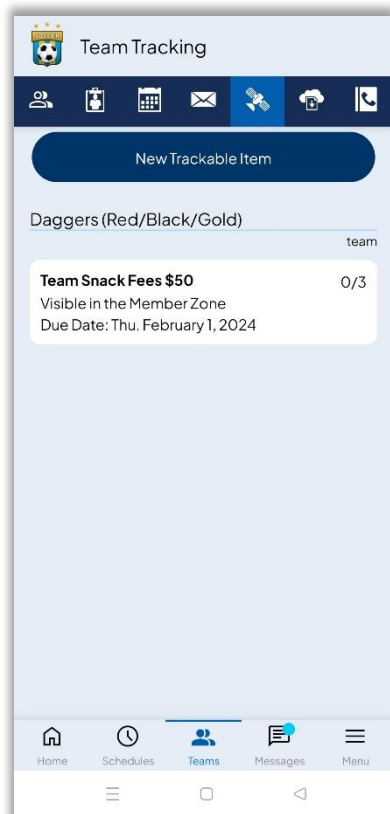 SOCCER
Team Tracking
New Trackable Item
Daggers (Red/Black/Gold)
team
Team Snack Fees $50
0/3
Visible in the Member Zone
Due Date: Thu. February 1, 2024
Home
Schedules
Teams
Messages
Menu